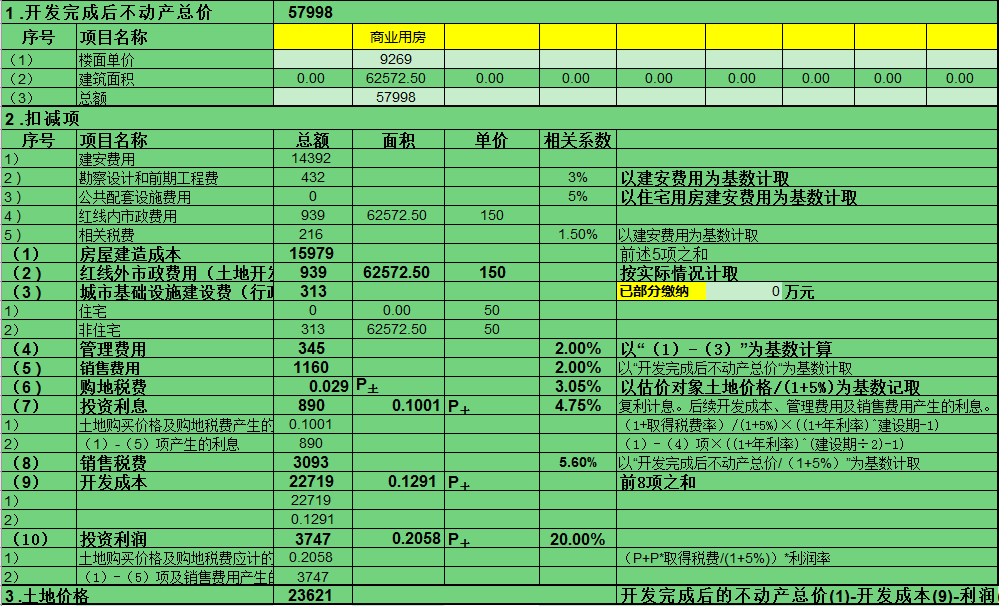 1 .开发完成后不动产总价 57998
序号 项目名称 商业用房
（1） 楼面单价 9269
（2） 建筑面积 0.00 62572.50 0.00 0.00 0.00 0.00 0.00 0.00
（3） 总额 57998
2 .扣减项
序号 项目名称 总额 面积 单价 相关系数
1） 建安费用 14392
2） 勘察设计和前期工程费 432 3% 以建安费用为基数计取
3） 公共配套设施费用 0 5% 以住宅用房建安费用为基数计取
4） 红线内市政费用 939 62572.50 150
5） 相关税费 216 1.50% 以建安费用为基数计取
（1） 房屋建造成本 15979 前述5项之和
（2） 红线外市政费用（土地开发 939 62572.50 150 按实际情况计取
（3） 城市基础设施建设费（行政 313 已部分缴纳 0 万元
1） 住宅 0 0.00 50
2） 非住宅 313 62572.50 50
（4） 管理费用 345 2.00% 以“（1）-（3）”为基数计算
（5） 销售费用 1160 2.00% 以“开发完成后不动产总价”为基数计取
（6） 购地税费 0.029 P土 3.05% 以估价对象土地价格/(1+5%)为基数记取
（7） 投资利息 890 0.1001 P土 4.75% 复利计息。后续开发成本、管理费用及销售费用产生的利息。
1） 土地购买价格及购地税费产生的 0.1001 （1+取得税费率）/(1+5%)×((1+年利率)^建设期-1)
2） （1）-（5）项产生的利息 890 （1）-（4）项×((1+年利率)^(建设期÷2)-1)
（8） 销售税费 3093 5.60% 以“开发完成后不动产总价/（1+5%）”为基数计取
（9） 开发成本 22719 0.1291 P土 前8项之和
1） 22719
2） 0.1291
（10） 投资利润 3747 0.2058 P土 20.00%
1） 土地购买价格及购地税费应计的 0.2058 （P+P*取得税费/(1+5%)）*利润率
2） （1）-（5）项及销售费用产生的 3747
3 .土地价格 23621 开发完成后的不动产总价(1)-开发成本(9)-利润(